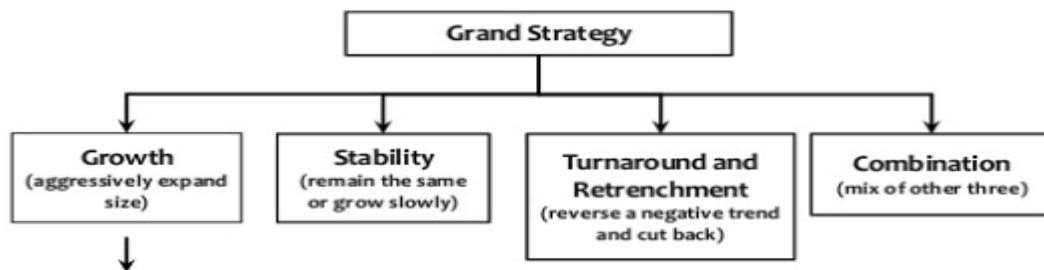 Grand Strategy
Growth
(aggressively expand
size)
Stability
(remain the same
or grow slowly)
Turnaround and
Retrenchment
(reverse a negative trend
and cut back)
Combination
(mix of other three)